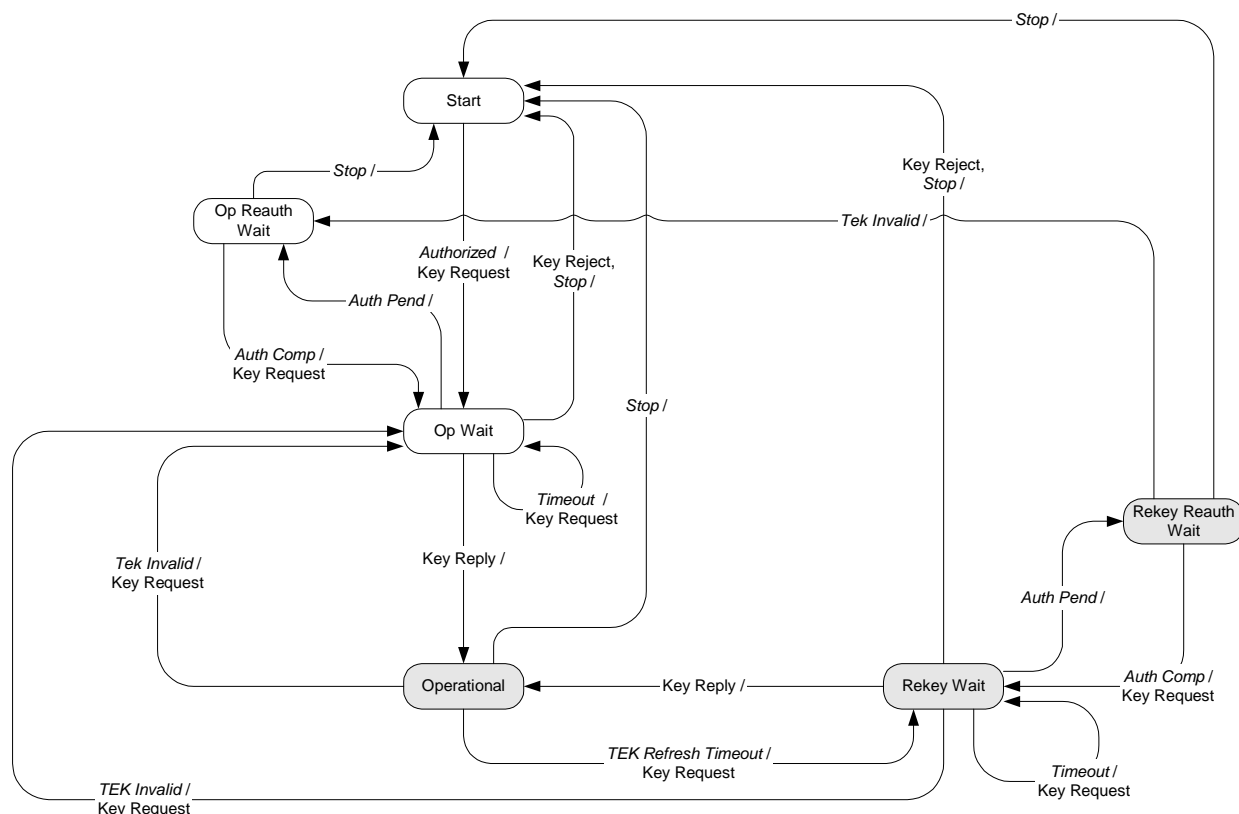 Stop /
Start
Key Reject,
Stop /
Stop /
Op Reauth
Wait
Tek Invalid /
Authorized /
Key Request
Key Reject,
Stop /
Auth Pend /
Auth Comp /
Key Request
Stop /
Op Wait
Timeout /
Key Request
Rekey Reauth
Wait
Tek Invalid /
Key Request
Key Reply /
Auth Pend /
Operational
Key Reply /
Rekey Wait
Auth Comp /
Key Request
TEK Refresh Timeout /
Key Request
Timeout /
Key Request
TEK Invalid /
Key Request